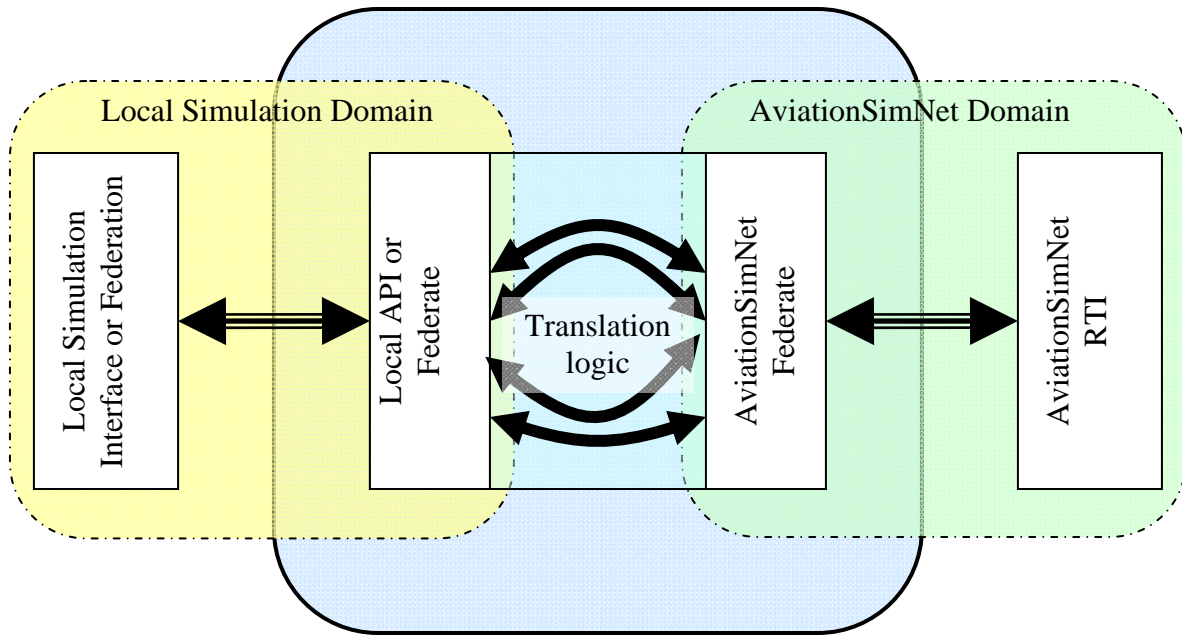 Local Simulation Domain
AviationSimNet Domain
Local Simulation
Interface or Federation
Local API or
Federate
Translation
logic
AviationSimNet
Federate
AviationSimNet
RTI